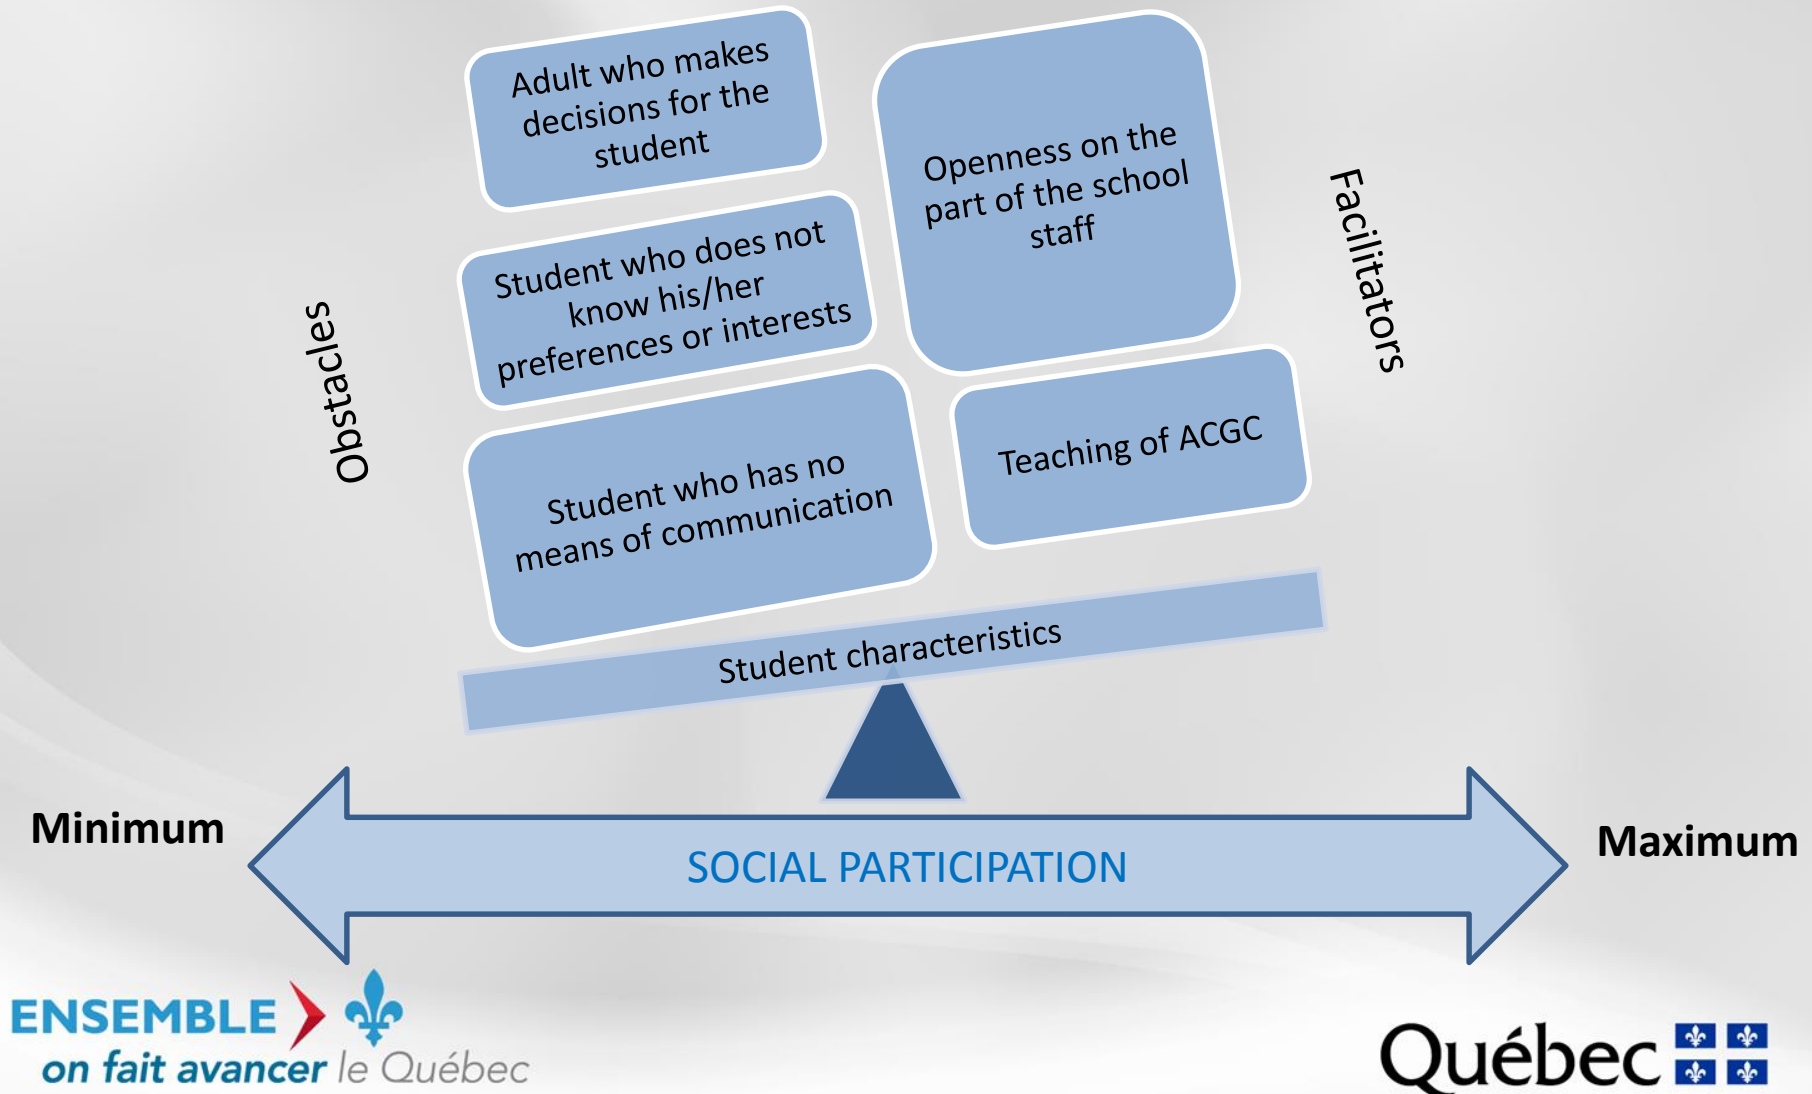 Adult who makes
decisions for the
student
Student who does not
know his/her
preferences or interests
Student who has no
means of communication
Obstacles
Openness on the
part of the school
staff
Teaching of ACGC
Facilitators
Student characteristics
Minimum
SOCIAL PARTICIPATION
Maximum
ENSEMBLE
on fait avancer le Québec
Québec